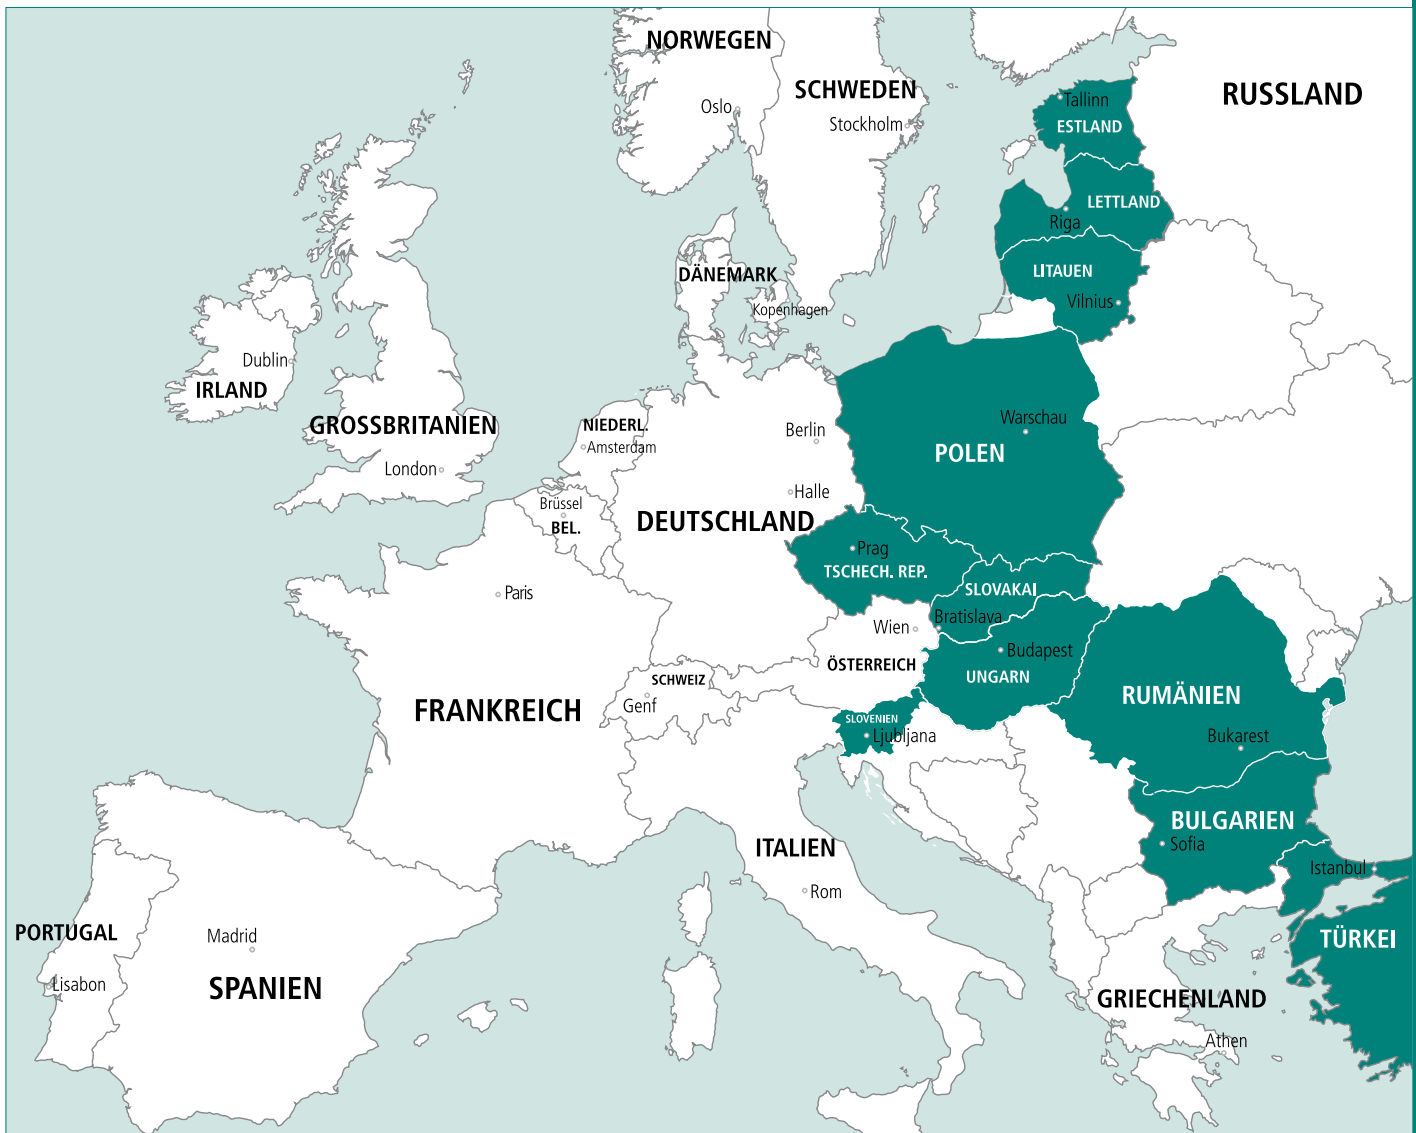 NORWEGEN
Oslo
SCHWEDEN
Stockholm
RUSSLAND
Tallinn
ESTLAND
LETTLAND
Riga
LITAUEN
Vilnius
DÄNEMARK
Kopenhagen
Dublin
IRLAND
GROSSBRITANIEN
London
NIEDERL.
Amsterdam
Berlin
Halle
Brüssel
BEL.
DEUTSCHLAND
Warschau
POLEN
Prag
TSCHECH. REP.
SLOVAKAI
Bratislava
Paris
Wien
ÖSTERREICH
Budapest
UNGARN
SCHWEIZ
Genf
FRANKREICH
SLOVENIEN
Ljubljana
RUMÄNIEN
Bukarest
BULGARIEN
Sofia
ITALIEN
Rom
Istanbul
TÜRKEI
PORTUGAL
Lisabon
Madrid
SPANIEN
GRIECHENLAND
Athen